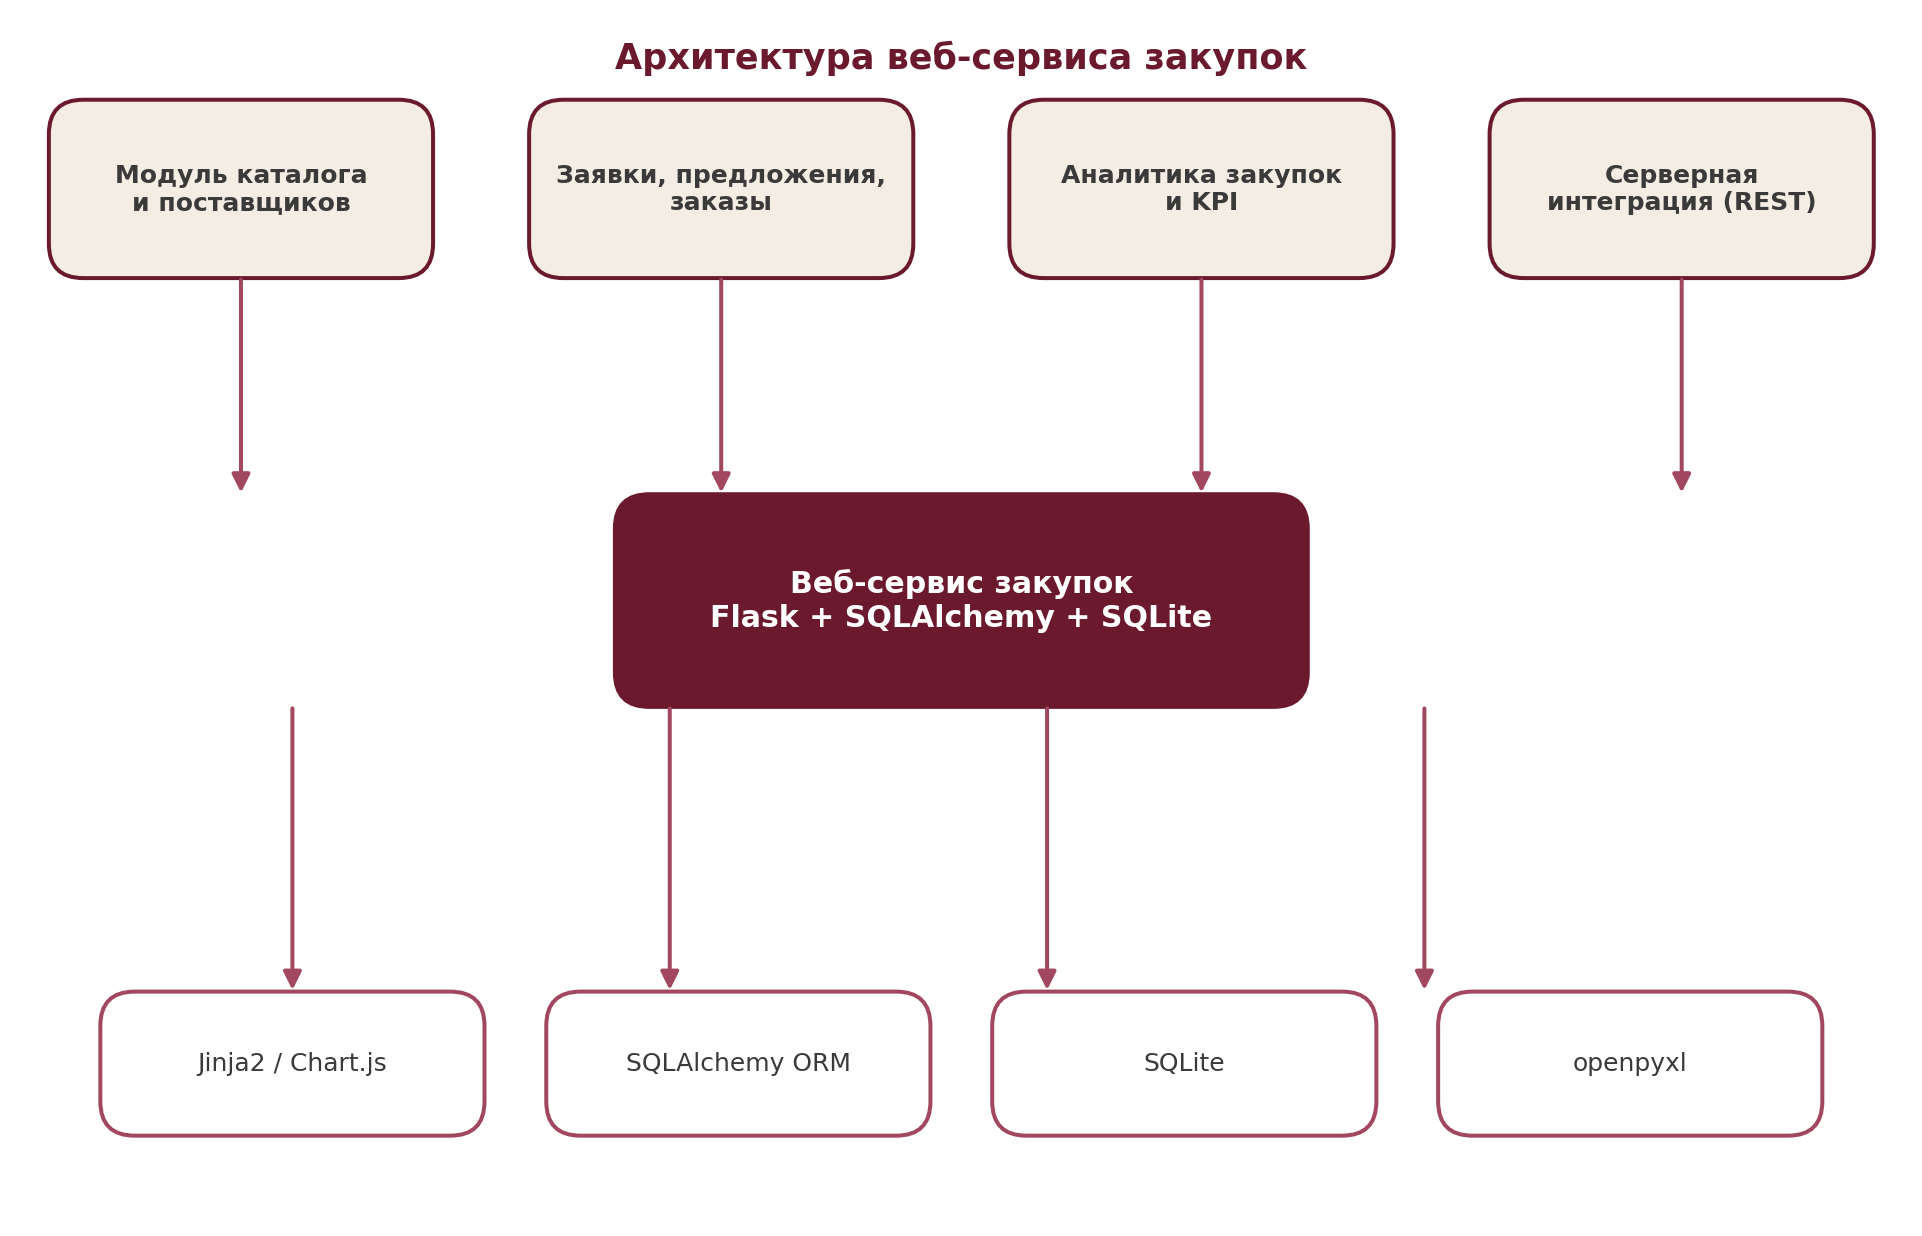 Архитектура веб-сервиса закупок
Модуль каталога
и поставщиков
Заявки, предложения,
заказы
Аналитика закупок
и KPI
Серверная
интеграция (REST)
Веб-сервис закупок
Flask + SQLAlchemy + SQLite
Jinja2 / Chart.js
SQLAlchemy ORM
SQLite
openpyxl